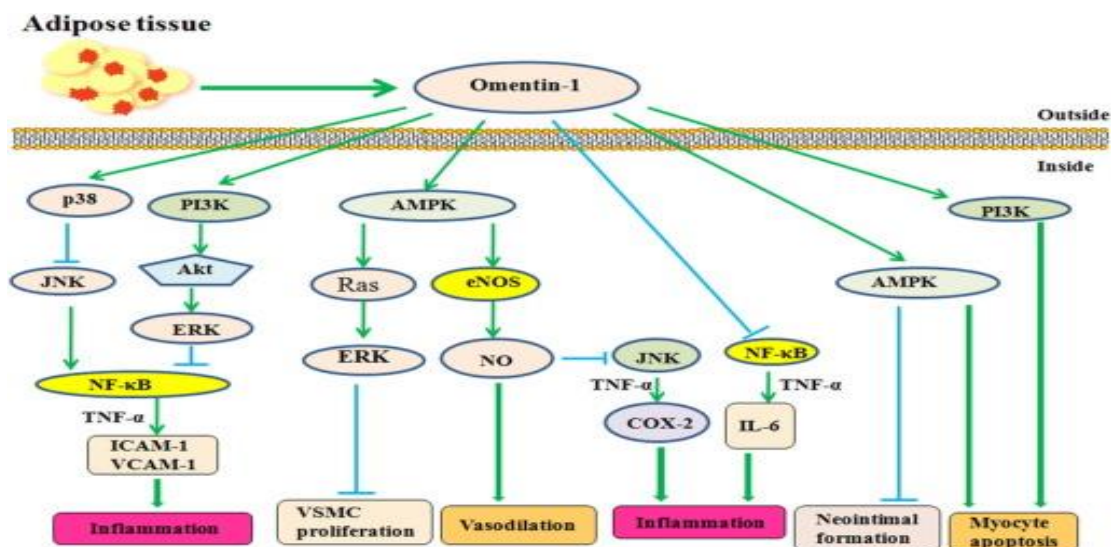 Adipose tissue
Omentin-1
Outside
Inside
p38
PI3K
AMPK
PI3K
JNK
Akt
Ras
eNOS
AMPK
ERK
ERK
NO
JNK
NF-κB
NF-κB
TNF-α
TNF-α
TNF-α
ICAM-1
VCAM-1
COX-2
IL-6
Inflammation
VSMC
proliferation
Vasodilation
Inflammation
Neointimal
formation
Myocyte
apoptosis